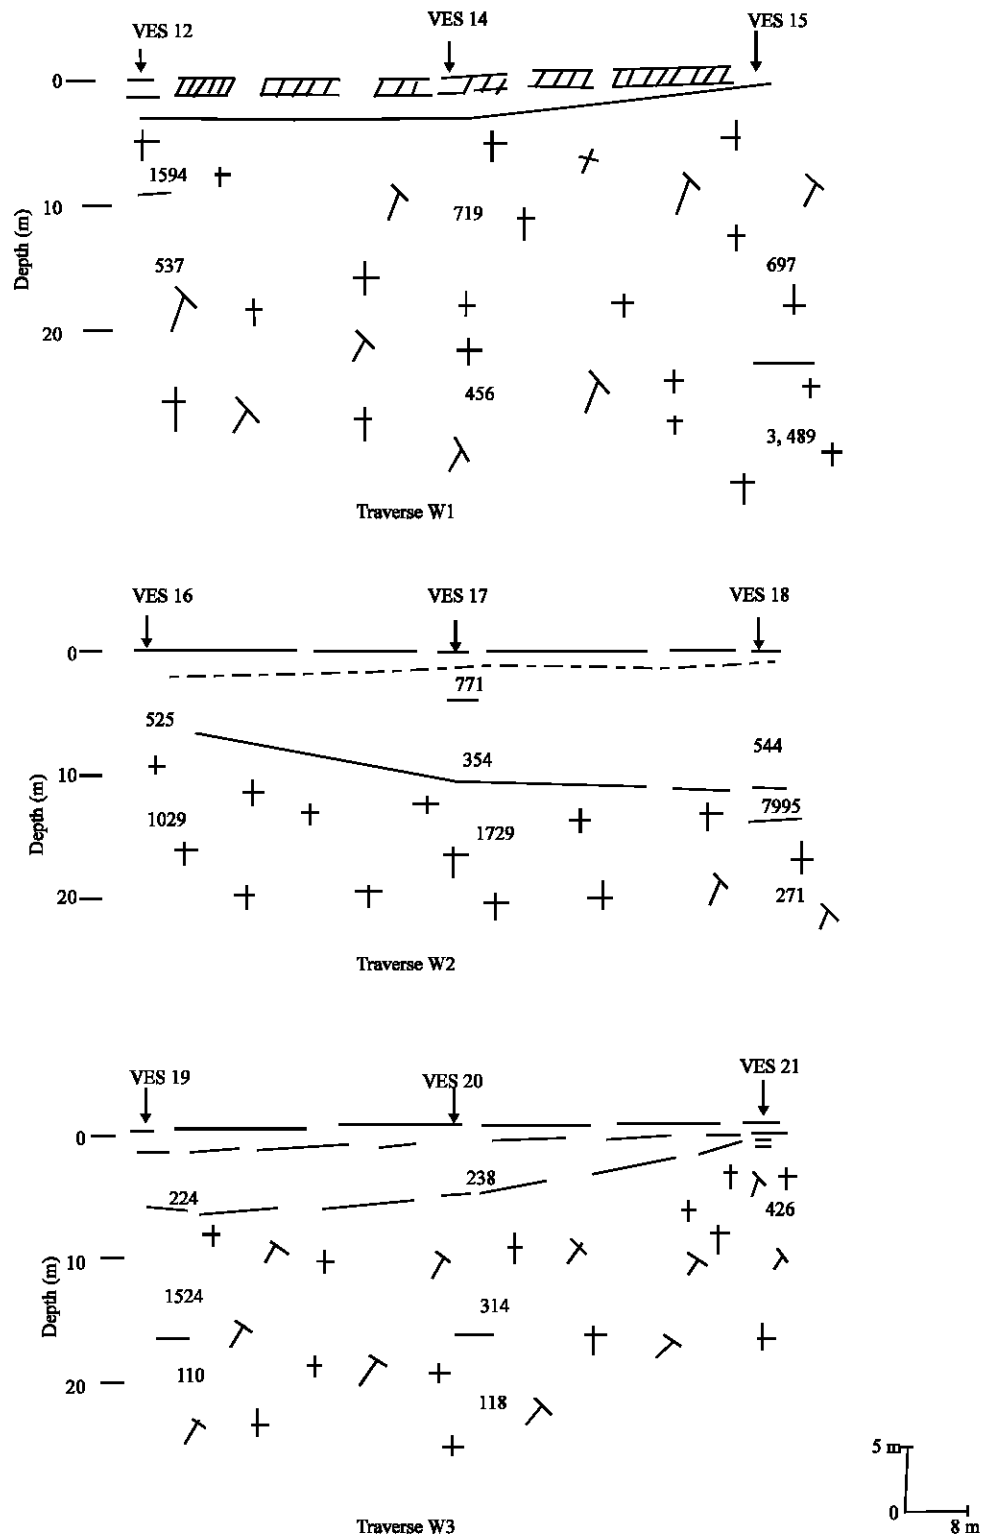 VES 12
VES 14
VES 15
0
1594
10
719
Depth (m)
537
697
20
456
3, 489
Traverse W1
VES 16
VES 17
VES 18
0
771
525
544
354
10
7995
Depth (m)
1029
1729
20
271
Traverse W2
VES 19
VES 20
VES 21
0
238
224
426
10
Depth (m)
1524
314
110
20
118
5 m
0
8 m
Traverse W3